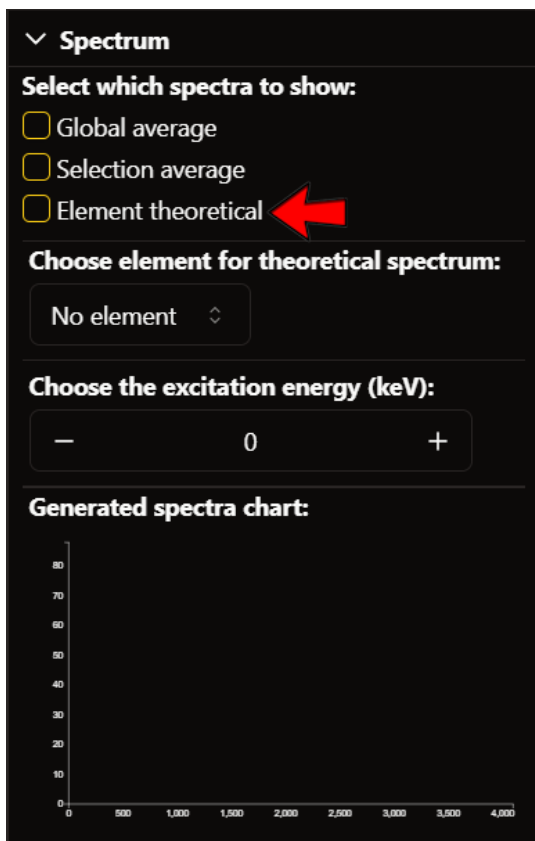 Spectrum
Select which spectra to show:
Global average
Selection average
Element theoretical
Choose element for theoretical spectrum:
No element
Choose the excitation energy (keV):
− 0 +
Generated spectra chart:
80
70
60
50
40
30
20
10
0
0 500 1,000 1,500 2,000 2,500 3,000 3,500 4,000